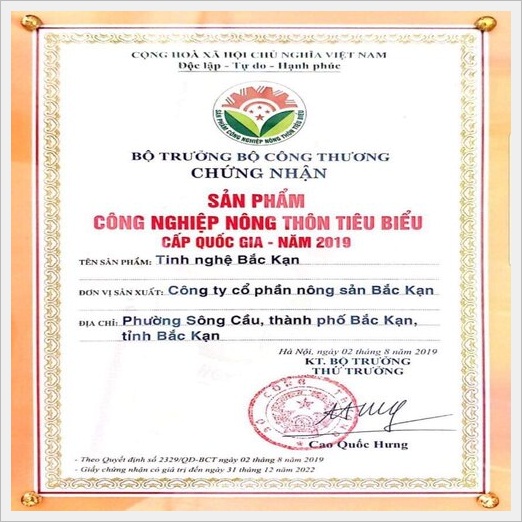 CỘNG HOÀ XÃ HỘI CHỦ NGHĨA VIỆT NAM
Độc lập - Tự do - Hạnh phúc
SẢN PHẨM CÔNG NGHIỆP NÔNG THÔN TIÊU BIỂU
BỘ TRƯỞNG BỘ CÔNG THƯƠNG
CHỨNG NHẬN
SẢN PHẨM
CÔNG NGHIỆP NÔNG THÔN TIÊU BIỂU
CẤP QUỐC GIA - NĂM 2019
TÊN SẢN PHẨM: Tinh nghệ Bắc Kạn
ĐƠN VỊ SẢN XUẤT: Công ty cổ phần nông sản Bắc Kạn
ĐỊA CHỈ: Phường Sông Cầu, thành phố Bắc Kạn,
tỉnh Bắc Kạn
Hà Nội, ngày 02 tháng 8 năm 2019
KT. BỘ TRƯỞNG
THỨ TRƯỞNG
Cao Quốc Hưng
- Theo Quyết định số 2329/QĐ-BCT ngày 02 tháng 8 năm 2019
- Giấy chứng nhận có giá trị đến ngày 31 tháng 12 năm 2022